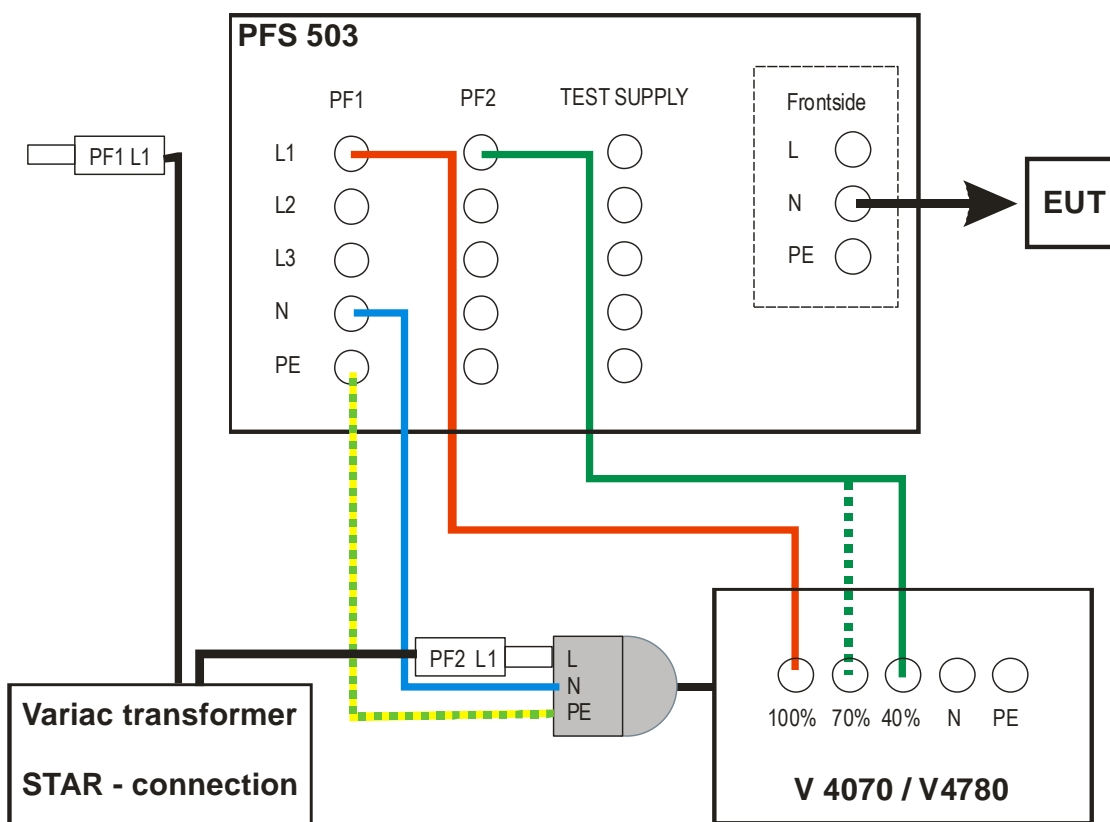 PFS 503
PF1 PF2 TEST SUPPLY
Frontside
L1
L2
L3
N
PE
L
N
PE
EUT
PF1 L1
PF2 L1
L
N
PE
Variac transformer
STAR - connection
100% 70% 40% N PE
V 4070 / V4780